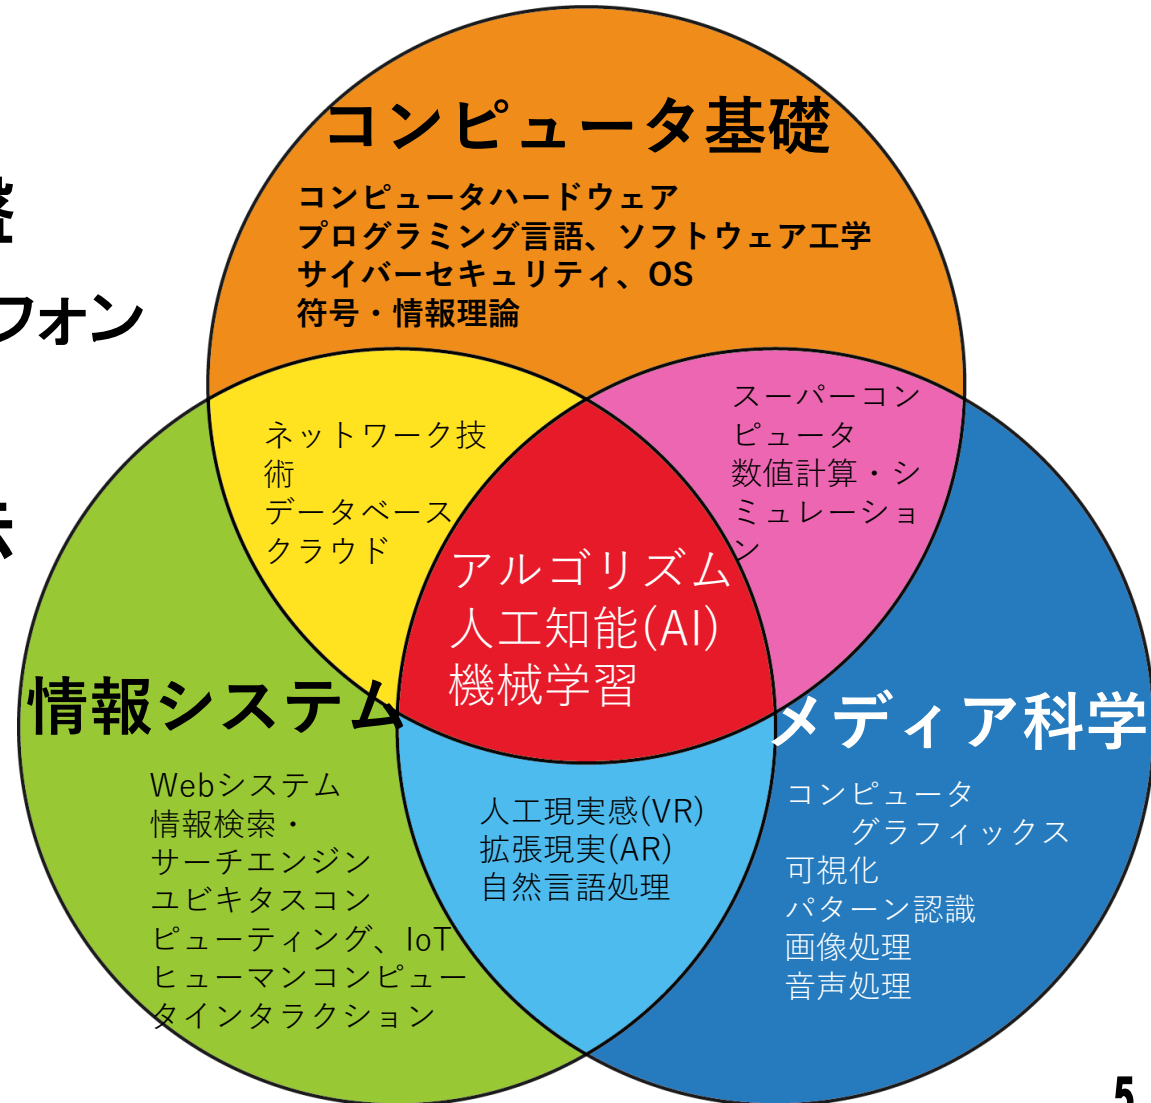 コンピュータ基礎
コンピュータハードウェア
プログラミング言語、ソフトウェア工学
サイバーセキュリティ、OS
符号・情報理論
フォン
ネットワーク技
術
データベース
クラウド
スーパーコン
ピュータ
数値計算・シ
ミュレーショ
ン
アルゴリズム
人工知能(AI)
機械学習
情報システム
Webシステム
情報検索・
サーチエンジン
ユビキタスコン
ピューティング、IoT
ヒューマンコンピュー
タインタラクション
人工現実感(VR)
拡張現実(AR)
自然言語処理
メディア科学
コンピュータ
グラフィックス
可視化
パターン認識
画像処理
音声処理
5